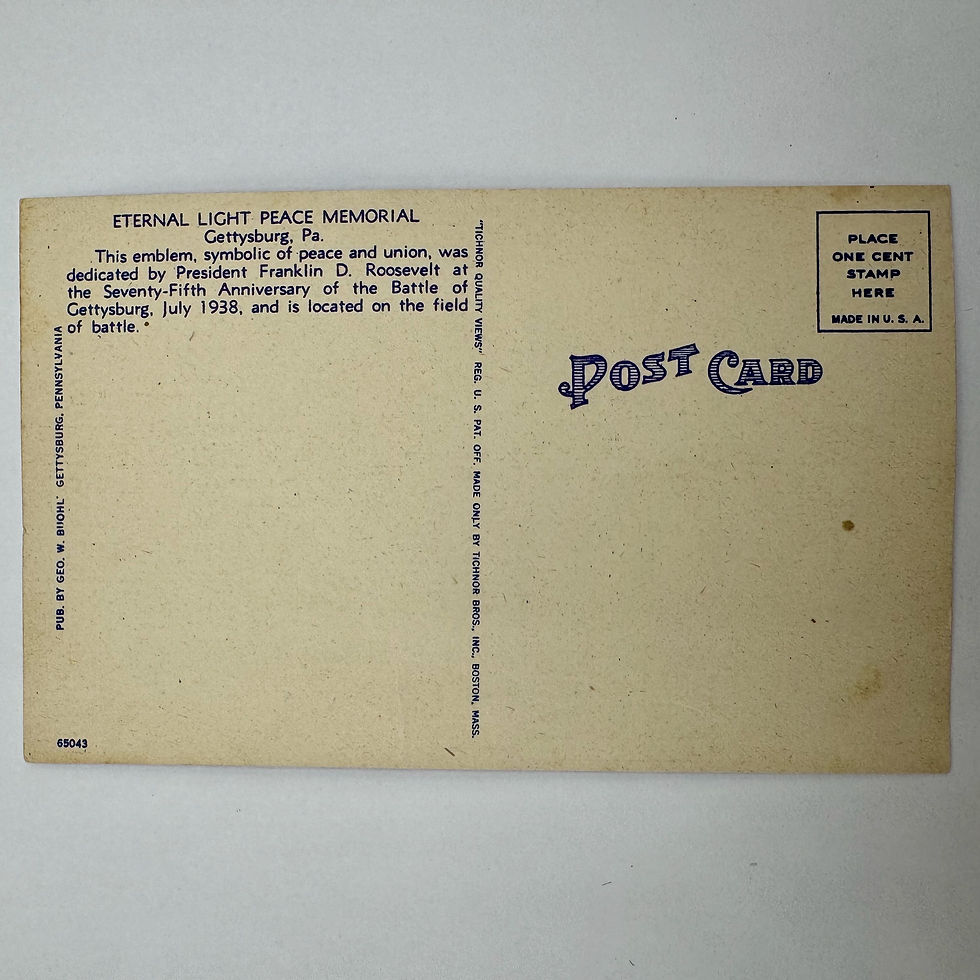 ETERNAL LIGHT PEACE MEMORIAL
Gettysburg, Pa.
This emblem, symbolic of peace and union, was
dedicated by President Franklin D. Roosevelt at
the Seventy-Fifth Anniversary of the Battle of
Gettysburg, July 1938, and is located on the field
of battle.
PUB. BY GEO. W. BUOHL GETTYSBURG, PENNSYLVANIA
65043
"TICHNOR QUALITY VIEWS" REG. U. S. PAT. OFF. MADE ONLY BY TICHNOR BROS., INC., BOSTON, MASS.
PLACE
ONE CENT
STAMP
HERE
MADE IN U. S. A.
POST CARD